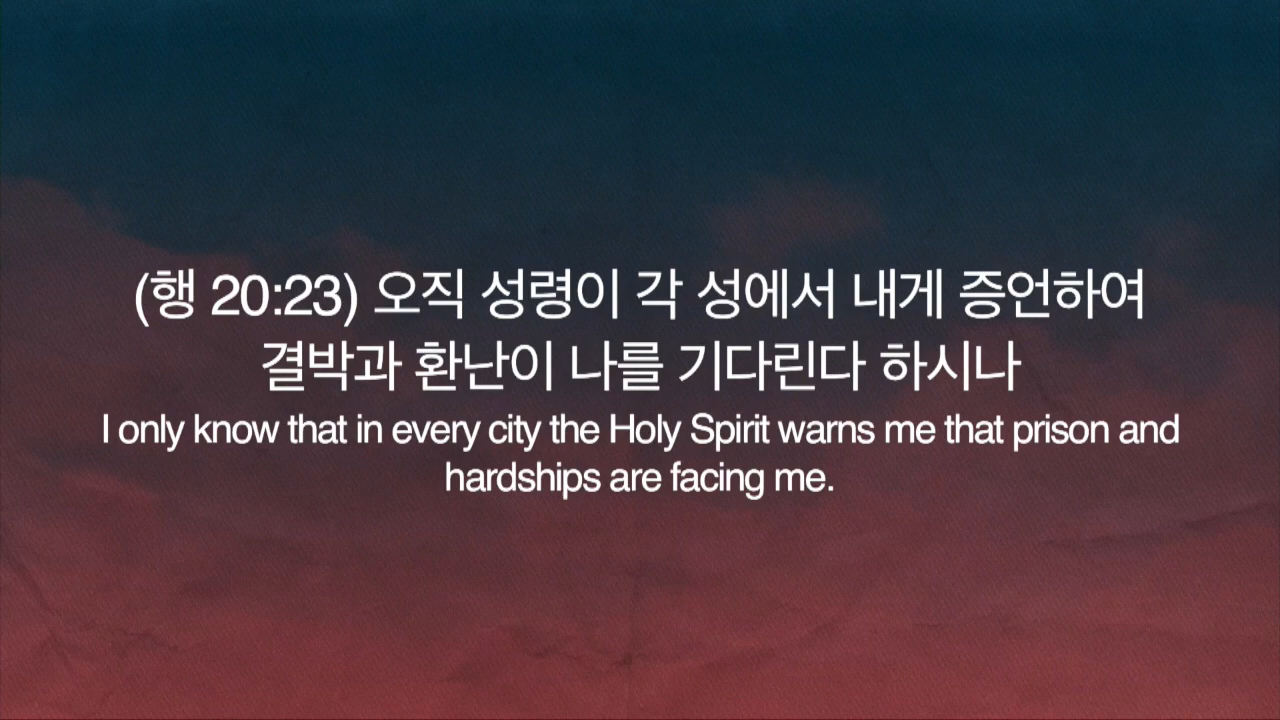 (행 20:23) 오직 성령이 각 성에서 내게 증언하여
결박과 환난이 나를 기다린다 하시나
I only know that in every city the Holy Spirit warns me that prison and
hardships are facing me.